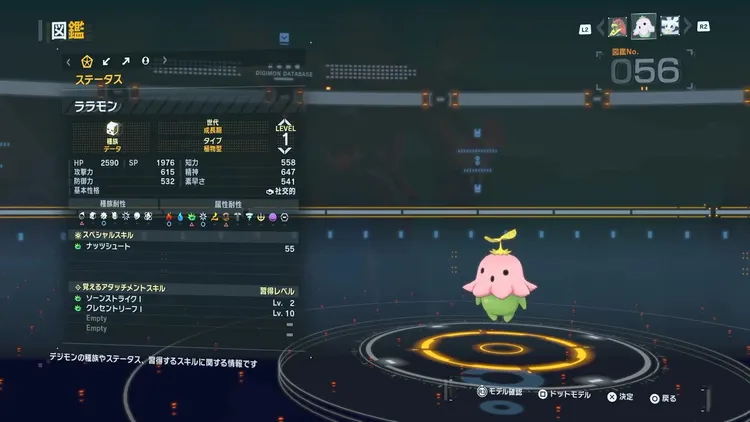 図鑑
L2
R2
図鑑No.
056
DIGIMON DATABASE
ステータス
ララモン
種族
データ
世代
成長期
タイプ
植物型
LEVEL
1
HP 2590 SP 1976 知力 558
攻撃力 615 精神 647
防御力 532 素早さ 541
基本性格 社交的
種族耐性 属性耐性
スペシャルスキル
ナッツシュート 55
覚えるアタッチメントスキル 習得レベル
ソーンストライクⅠ Lv. 2
クレセントリーフⅠ Lv. 10
Empty
Empty
デジモンの種族やステータス、習得するスキルに関する情報です
モデル確認 ドットモデル 決定 戻る